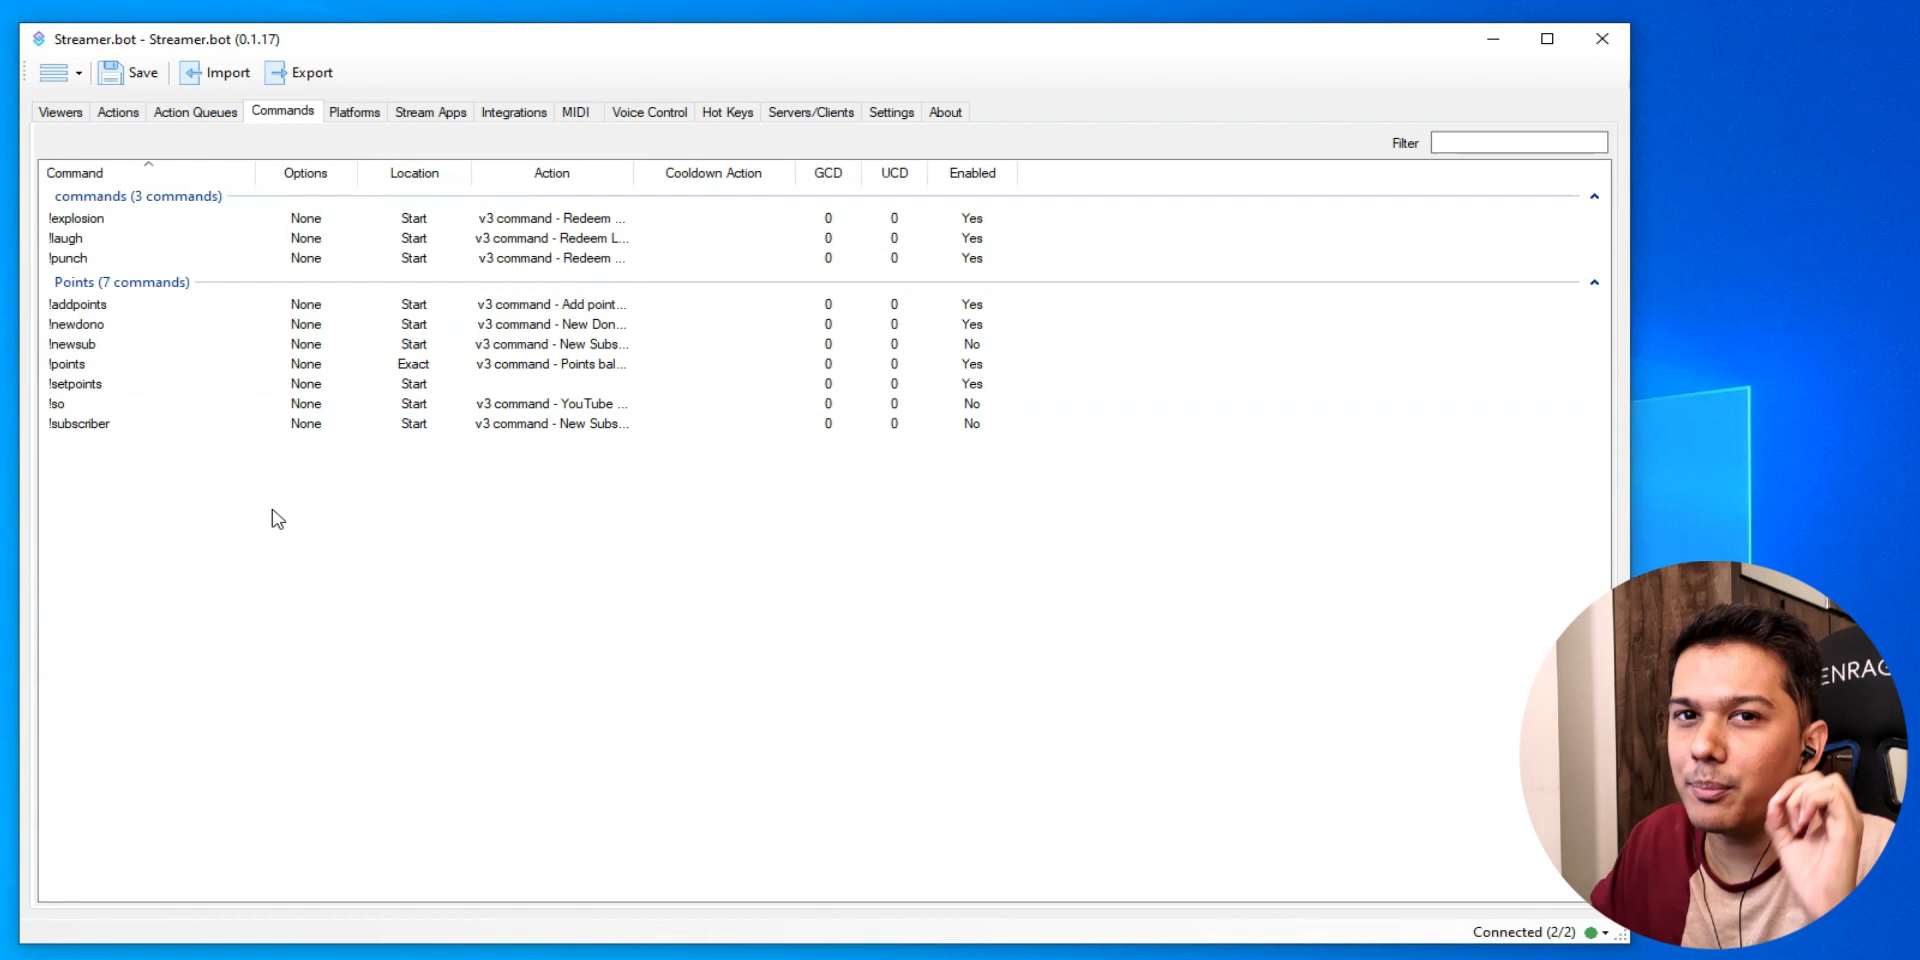 Streamer.bot - Streamer.bot (0.1.17)
Save Import Export
Viewers Actions Action Queues Commands Platforms Stream Apps Integrations MIDI Voice Control Hot Keys Servers/Clients Settings About
Filter
Command Options Location Action Cooldown Action GCD UCD Enabled
commands (3 commands)
!explosion None Start v3 command - Redeem ... 0 0 Yes
!laugh None Start v3 command - Redeem L... 0 0 Yes
!punch None Start v3 command - Redeem ... 0 0 Yes
Points (7 commands)
!addpoints None Start v3 command - Add point... 0 0 Yes
!newdono None Start v3 command - New Don... 0 0 Yes
!newsub None Start v3 command - New Subs... 0 0 No
!points None Exact v3 command - Points bal... 0 0 Yes
!setpoints None Start 0 0 Yes
!so None Start v3 command - YouTube ... 0 0 No
!subscriber None Start v3 command - New Subs... 0 0 No
ENRAG
Connected (2/2)